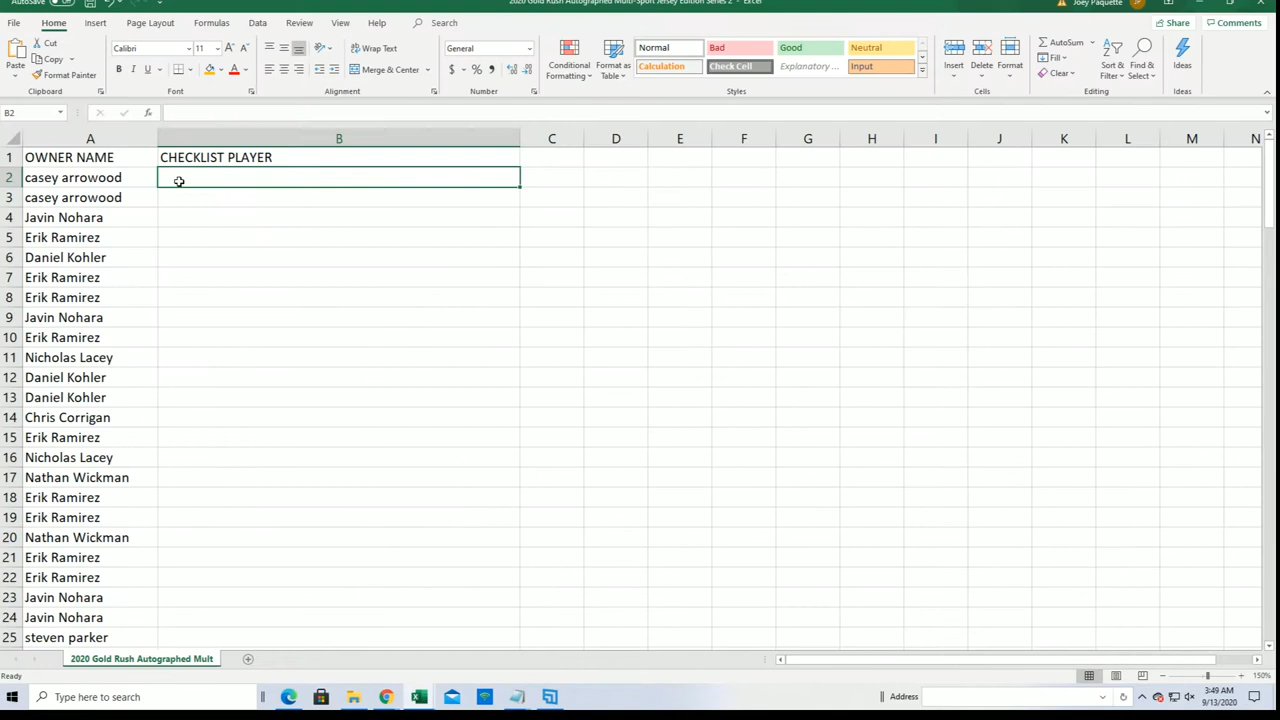 AutoSave
2020 Gold Rush Autographed Multi-Sport Jersey Edition Series 2 - Excel
Joey Paquette
JP
File Home Insert Page Layout Formulas Data Review View Help Search Share Comments
Cut Calibri 11 Wrap Text General Normal Bad Good Neutral AutoSum
Copy Fill
Paste Format Painter Merge & Center Conditional Formatting Format as Table Calculation Check Cell Explanatory ... Input Insert Delete Format Clear Sort & Filter Find & Select Ideas
Clipboard Font Alignment Number Styles Cells Editing Ideas
B2 fx
A B C D E F G H I J K L M N
1 OWNER NAME CHECKLIST PLAYER
2 casey arrowood
3 casey arrowood
4 Javin Nohara
5 Erik Ramirez
6 Daniel Kohler
7 Erik Ramirez
8 Erik Ramirez
9 Javin Nohara
10 Erik Ramirez
11 Nicholas Lacey
12 Daniel Kohler
13 Daniel Kohler
14 Chris Corrigan
15 Erik Ramirez
16 Nicholas Lacey
17 Nathan Wickman
18 Erik Ramirez
19 Erik Ramirez
20 Nathan Wickman
21 Erik Ramirez
22 Erik Ramirez
23 Javin Nohara
24 Javin Nohara
25 steven parker
2020 Gold Rush Autographed Mult
Ready 150%
Type here to search Address 3:49 AM
9/13/2020